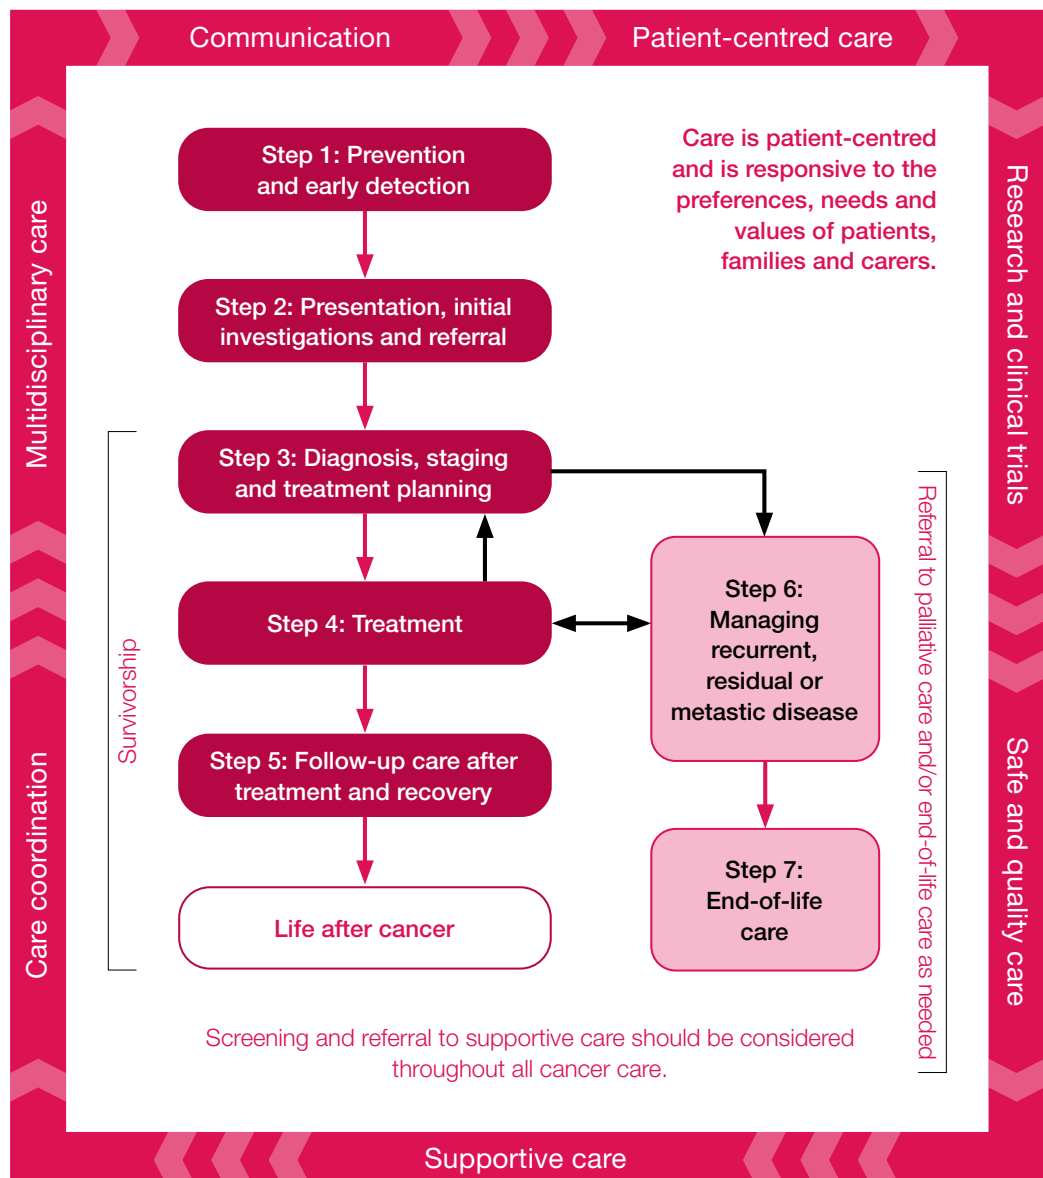 Communication
Patient-centred care
Multidisciplinary care
Care coordination
Research and clinical trials
Safe and quality care
Supportive care
Care is patient-centred
and is responsive to the
preferences, needs and
values of patients,
families and carers.
Step 1: Prevention
and early detection
Step 2: Presentation, initial
investigations and referral
Step 3: Diagnosis, staging
and treatment planning
Step 4: Treatment
Step 5: Follow-up care after
treatment and recovery
Life after cancer
Survivorship
Step 6:
Managing
recurrent,
residual or
metastic disease
Step 7:
End-of-life
care
Referral to palliative care and/or end-of-life care as needed
Screening and referral to supportive care should be considered
throughout all cancer care.